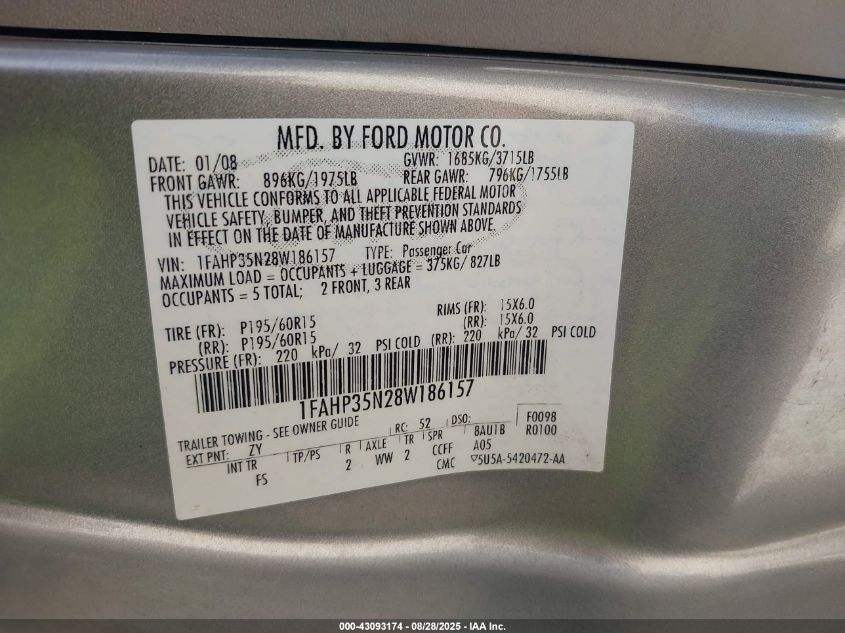 MFD. BY FORD MOTOR CO.
DATE: 01/08 GVWR: 1685KG/3715LB
FRONT GAWR: 896KG/1975LB REAR GAWR: 796KG/1755LB
THIS VEHICLE CONFORMS TO ALL APPLICABLE FEDERAL MOTOR
VEHICLE SAFETY, BUMPER, AND THEFT PREVENTION STANDARDS
IN EFFECT ON THE DATE OF MANUFACTURE SHOWN ABOVE.
VIN: 1FAHP35N28W186157 TYPE: Passenger Car
MAXIMUM LOAD = OCCUPANTS + LUGGAGE = 375KG/ 827LB
OCCUPANTS = 5 TOTAL; 2 FRONT, 3 REAR
TIRE (FR): P195/60R15 RIMS (FR): 15X6.0
(RR): P195/60R15 (RR): 15X6.0
PRESSURE (FR): 220 kPa/ 32 PSI COLD (RR): 220 kPa/ 32 PSI COLD
1FAHP35N28W186157
TRAILER TOWING - SEE OWNER GUIDE RC: 52 DSO: F0098
EXT PNT: ZY TP/PS R AXLE TR SPR 8AUTB R0100
INT TR 2 WW 2 CCFF A05
FS CMC ▽5U5A-5420472-AA
000-43093174 - 08/28/2025 - IAA Inc.